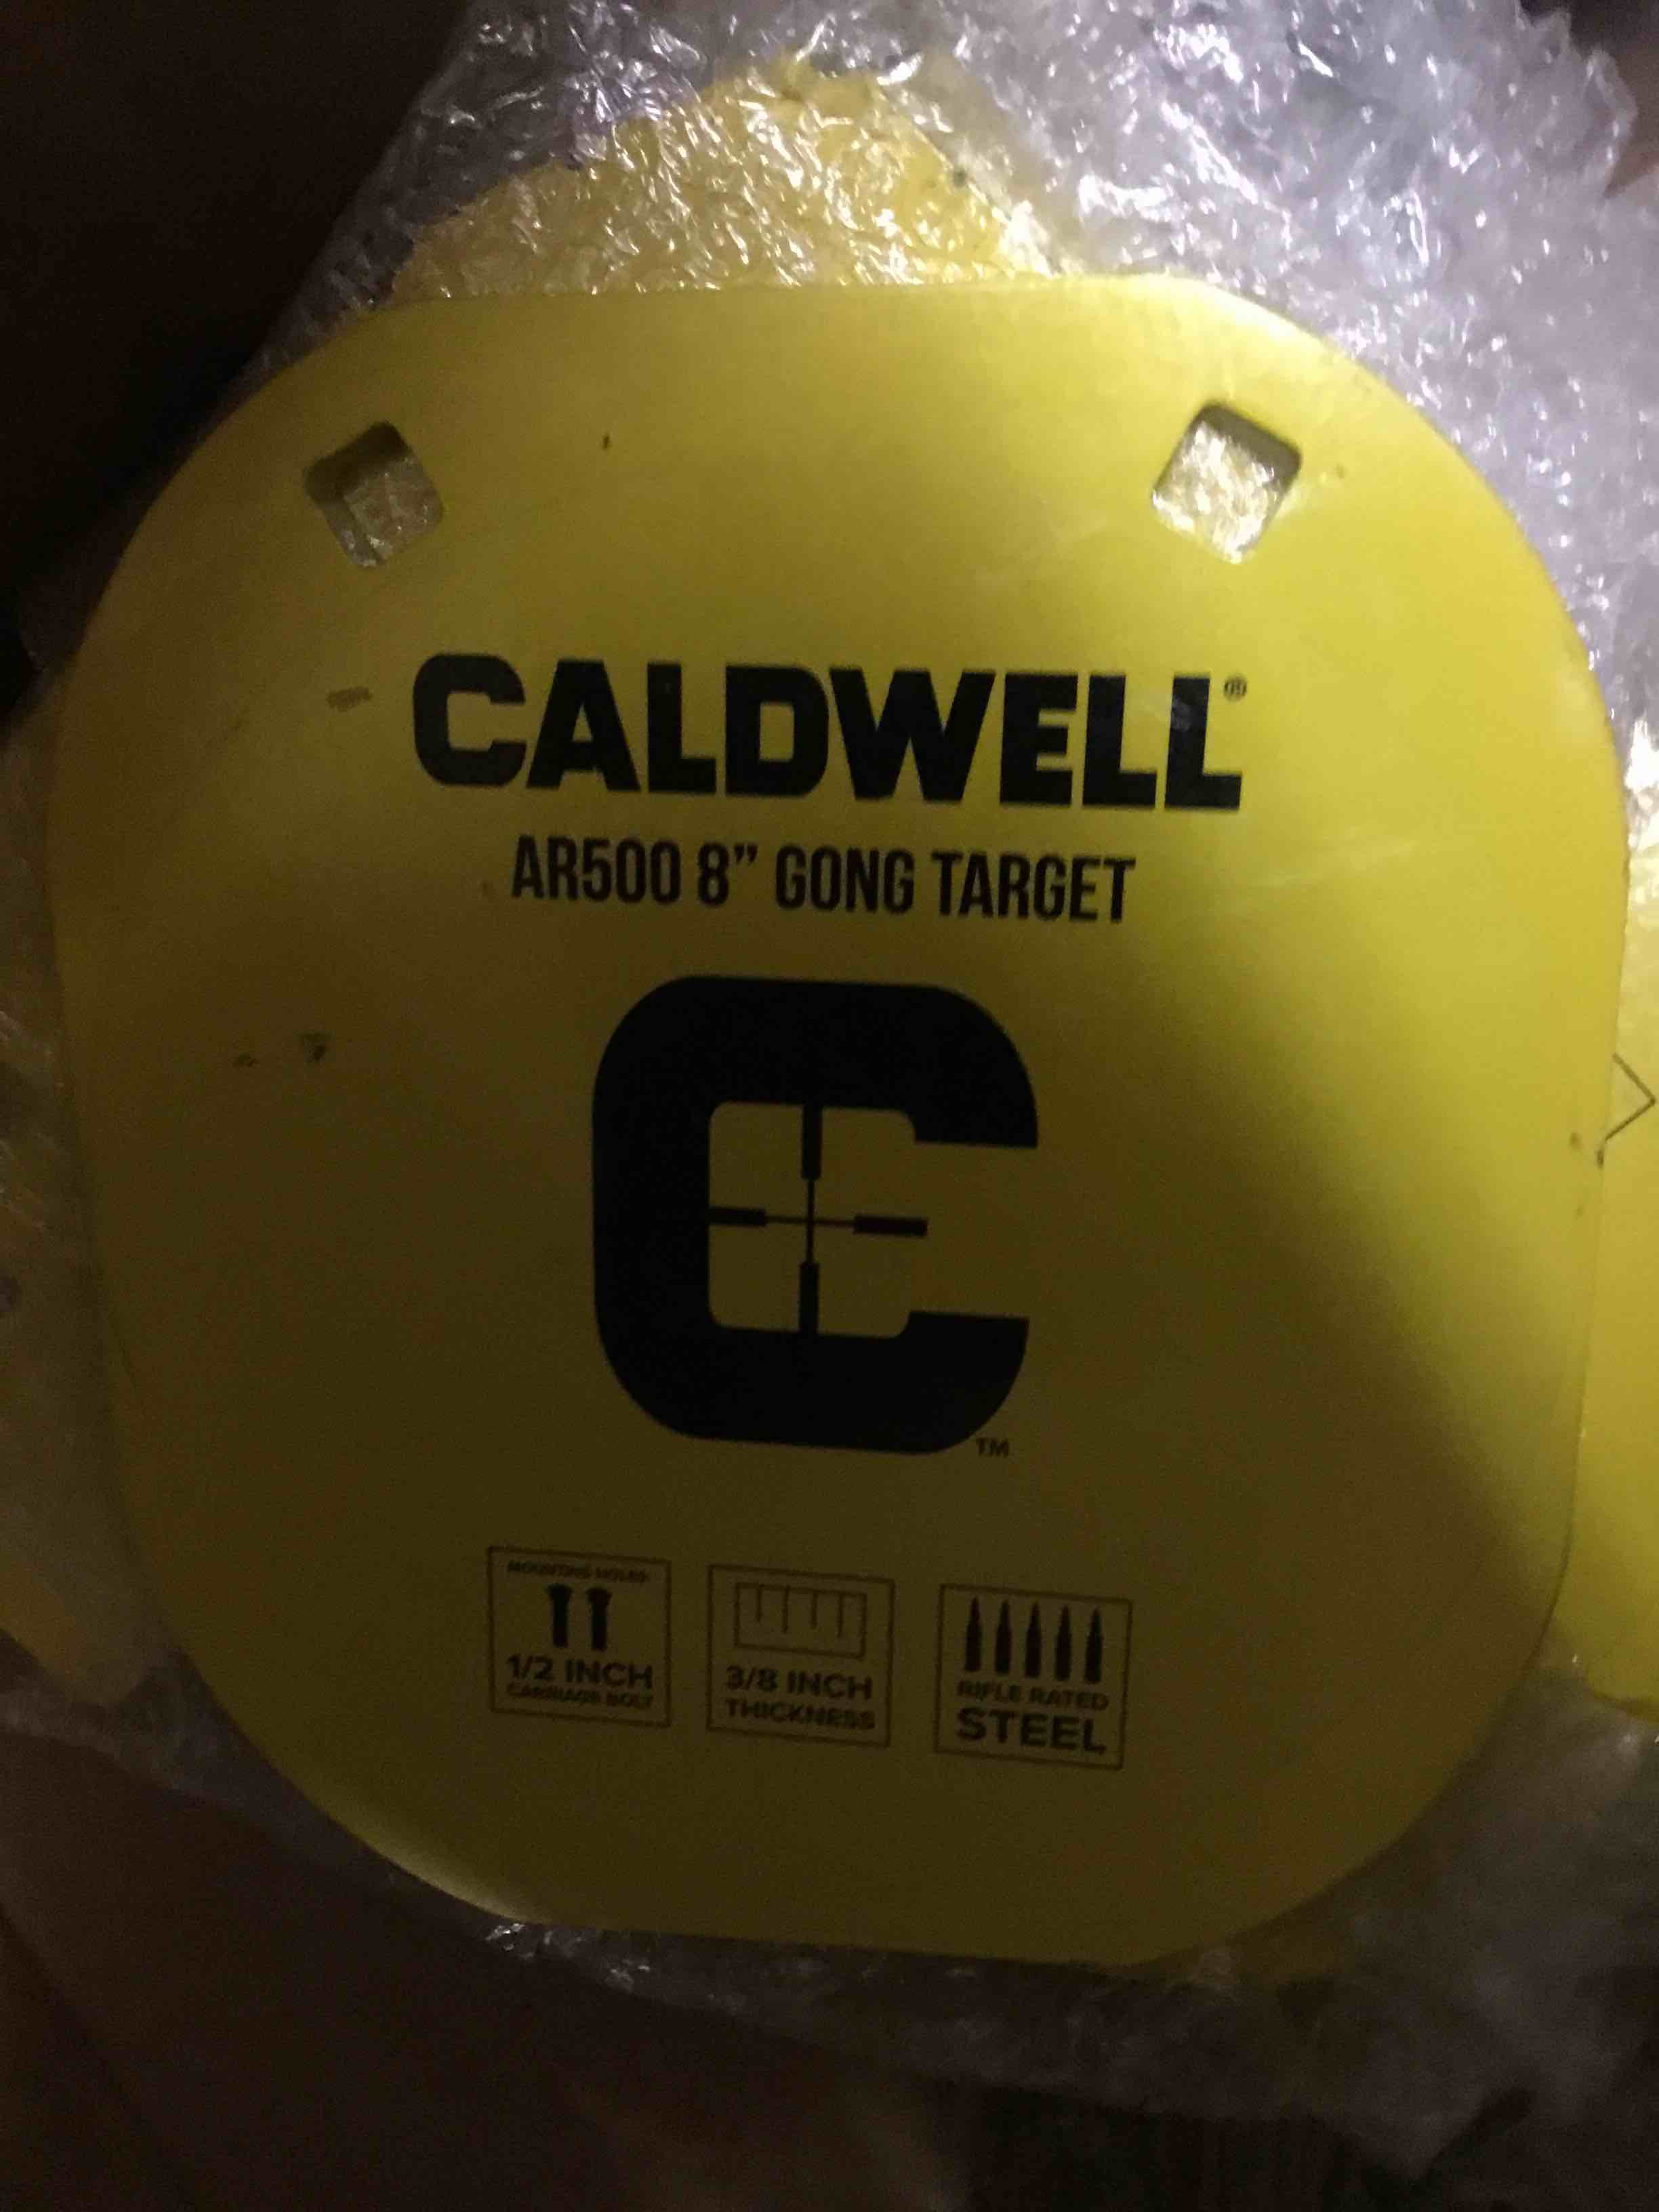 CALDWELL®
AR500 8" GONG TARGET
C
TM
MOUNTING HOLES:
1/2 INCH
CARRIAGE BOLT
3/8 INCH
THICKNESS
RIFLE RATED
STEEL